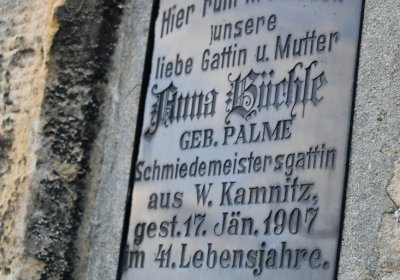 Hier ruht
unsere
liebe Gattin u. Mutter
Anna Büchle
GEB. PALME
Schmiedemeistersgattin
aus W. Kamnitz,
gest. 17. Jän. 1907
im 41. Lebensjahre.